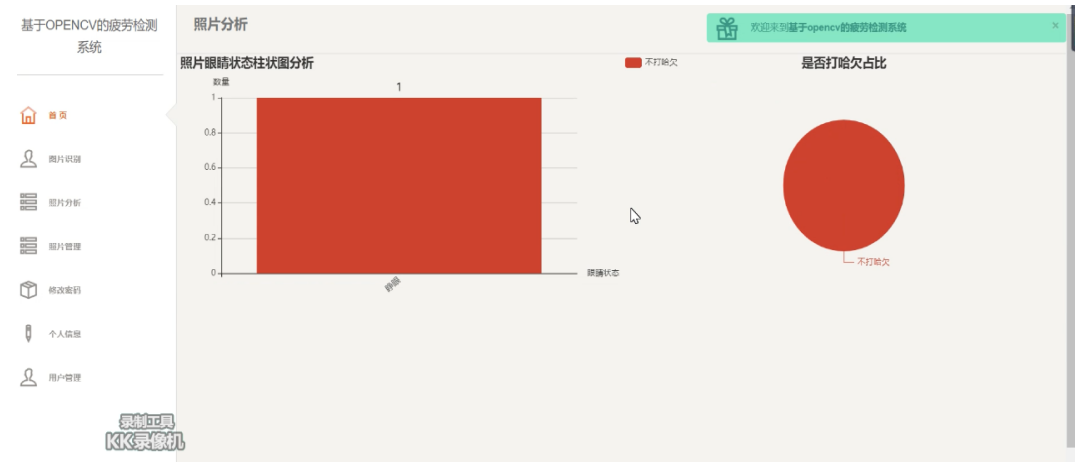 基于OPENCV的疲劳检测
系统
首 页
图片识别
照片分析
照片管理
修改密码
个人信息
用户管理
照片分析
欢迎来到基于opencv的疲劳检测系统
×
照片眼睛状态柱状图分析
数量
1
1
0.8
0.6
0.4
0.2
0
睁眼
眼睛状态
不打哈欠
是否打哈欠占比
不打哈欠
录制工具
KK录像机